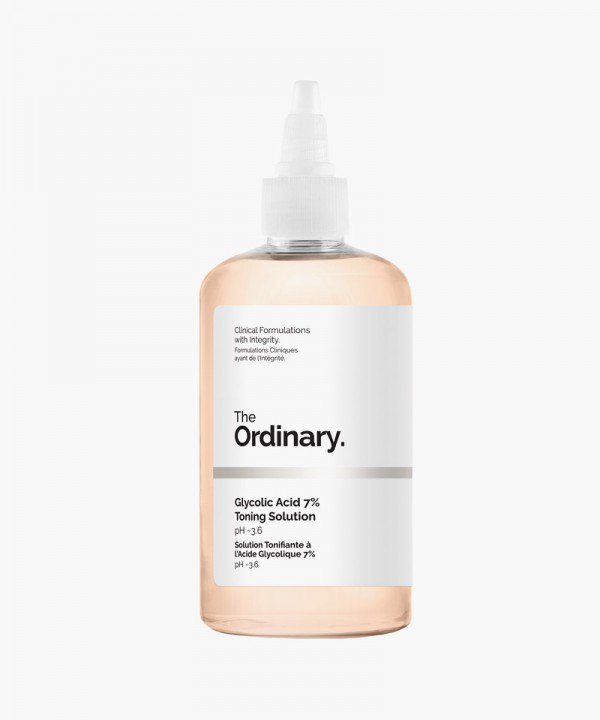 Clinical Formulations
with Integrity.
Formulations Cliniques
ayant de l'Intégrité.
The
Ordinary.
Glycolic Acid 7%
Toning Solution
pH ~3.6
Solution Tonifiante à
l'Acide Glycolique 7%
pH ~3.6